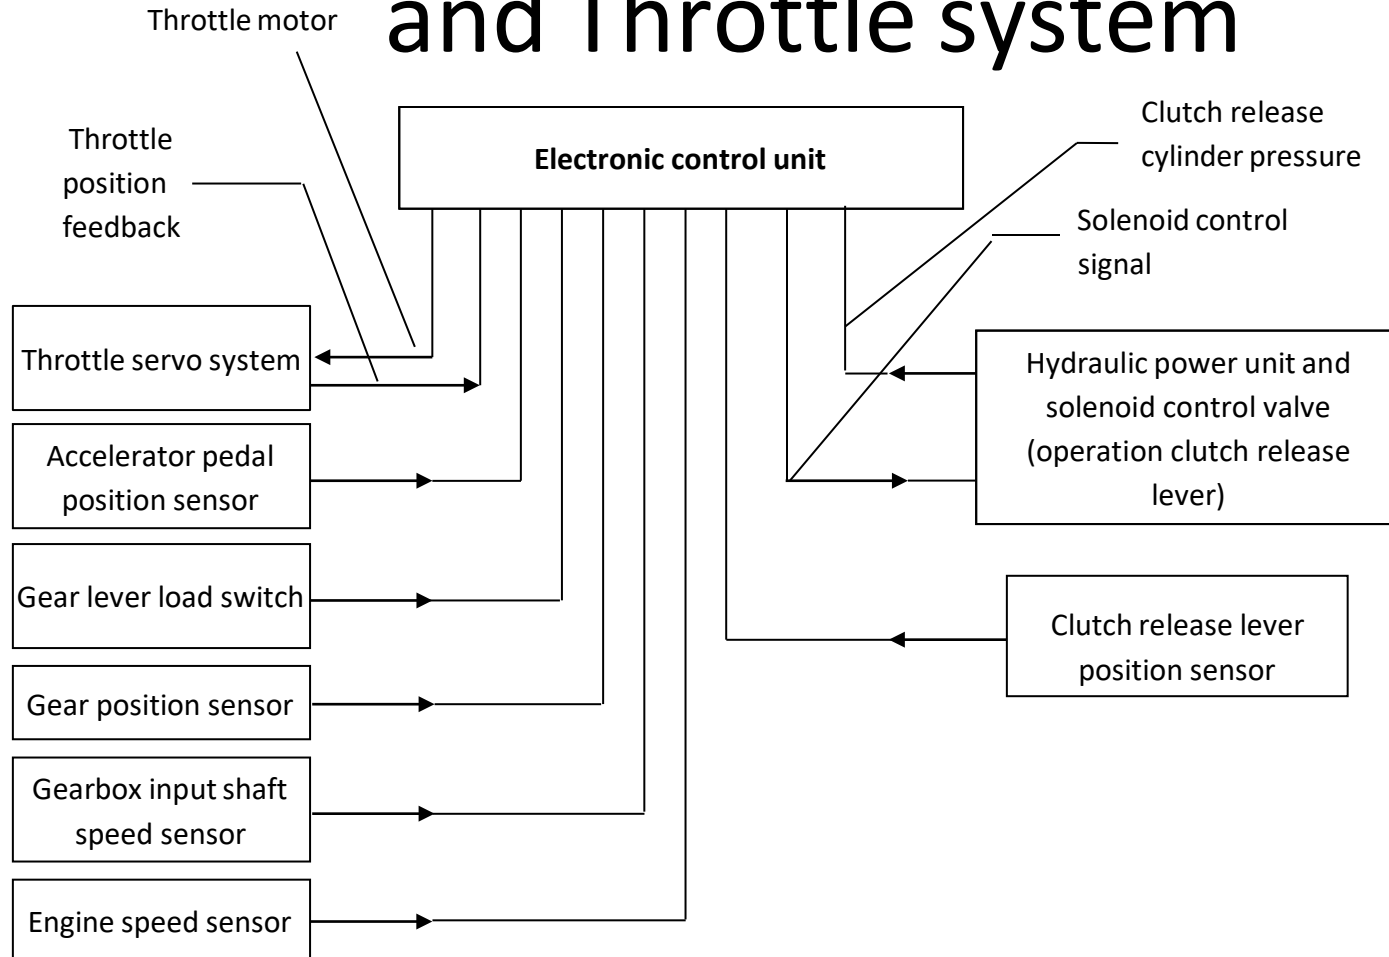 and Throttle system
Throttle motor
Electronic control unit
Clutch release
cylinder pressure
Throttle
position
feedback
Solenoid control
signal
Throttle servo system
Hydraulic power unit and
solenoid control valve
(operation clutch release
lever)
Accelerator pedal
position sensor
Gear lever load switch
Clutch release lever
position sensor
Gear position sensor
Gearbox input shaft
speed sensor
Engine speed sensor